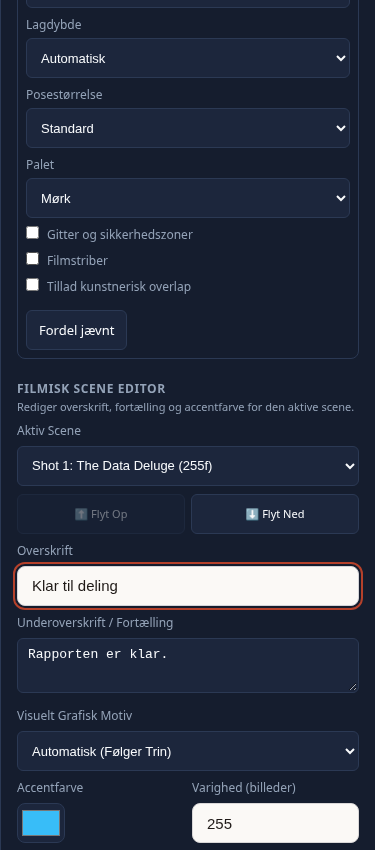 Lagdybde
Automatisk
Posestørrelse
Standard
Palet
Mørk
Gitter og sikkerhedszoner
Filmstriber
Tillad kunstnerisk overlap
Fordel jævnt
FILMISK SCENE EDITOR
Rediger overskrift, fortælling og accentfarve for den aktive scene.
Aktiv Scene
Shot 1: The Data Deluge (255f)
⬆️ Flyt Op
⬇️ Flyt Ned
Overskrift
Klar til deling
Underoverskrift / Fortælling
Rapporten er klar.
Visuelt Grafisk Motiv
Automatisk (Følger Trin)
Accentfarve
Varighed (billeder)
255